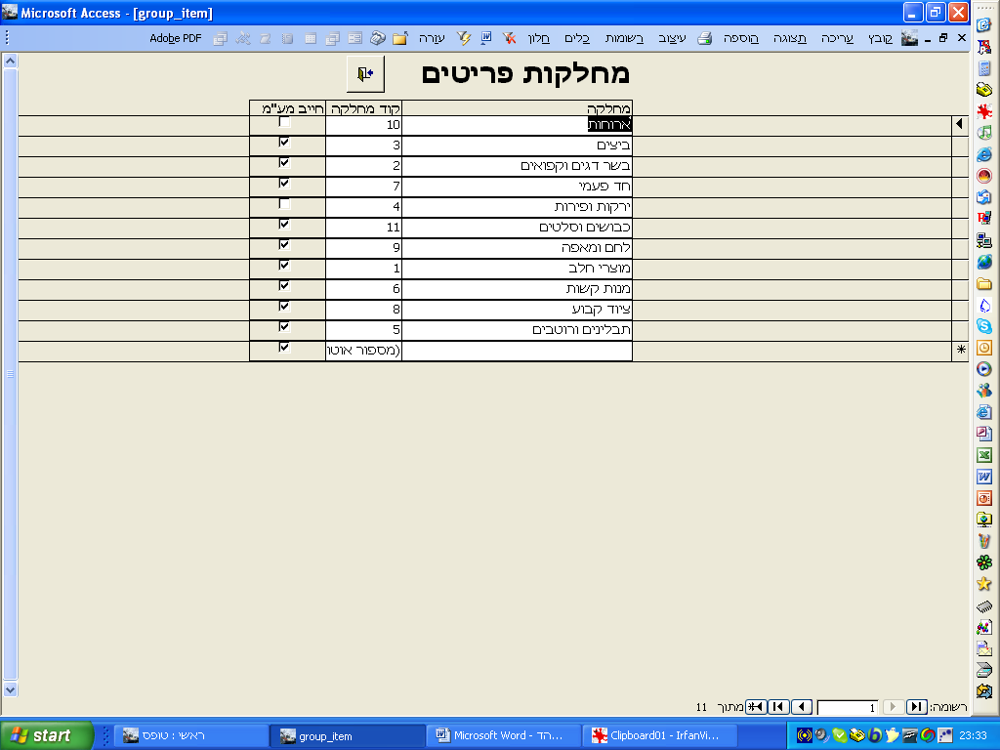 Microsoft Access - [group_item]
קובץ עריכה תצוגה הוספה עיצוב רשומות כלים חלון עזרה Adobe PDF
מחלקות פריטים
מחלקה קוד מחלקה חייב מע"מ
ארוחות 10
ביצים 3
בשר דגים וקפואים 2
חד פעמי 7
ירקות ופירות 4
כבושים וסלטים 11
לחם ומאפה 9
מוצרי חלב 1
מנות קשות 6
ציוד קבוע 8
תבלינים ורוטבים 5
(מספור אוטו
רשומה: 1 מתוך 11
start ראשי : טופס group_item Microsoft Word - הד... Clipboard01 - IrfanVi... 23:33